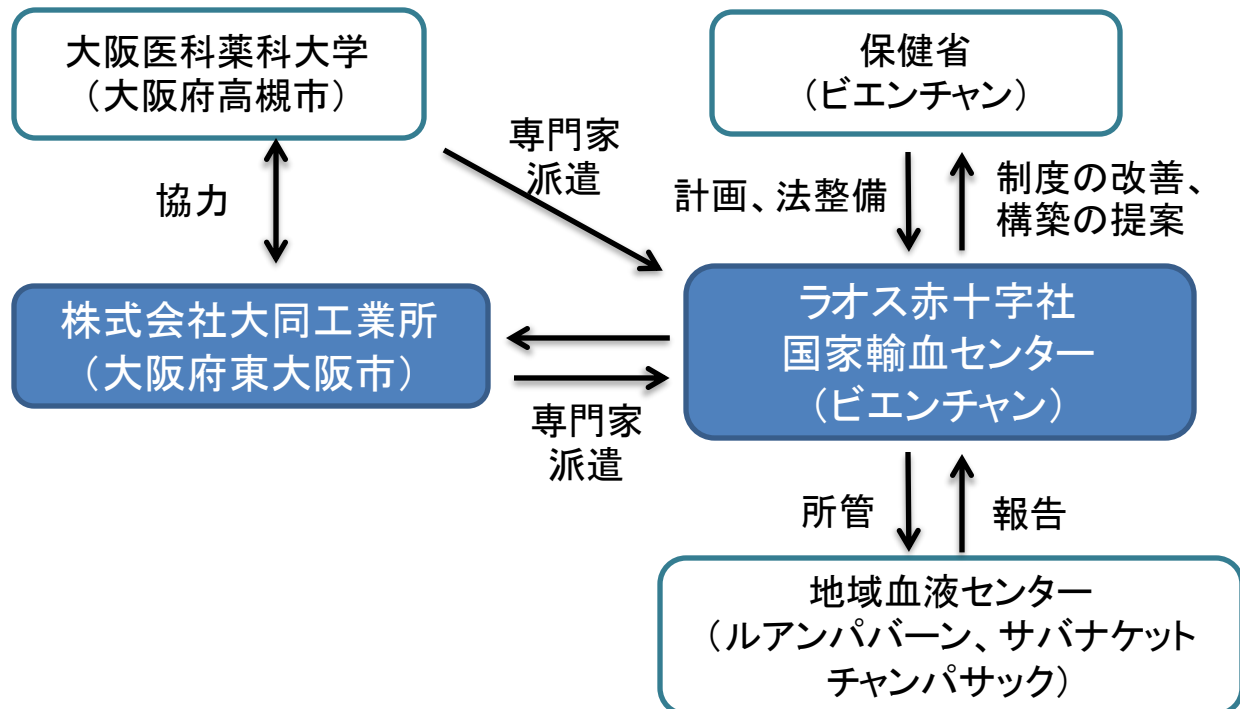 大阪医科薬科大学
（大阪府高槻市）
保健省
（ビエンチャン）
専門家
派遣
協力
計画、法整備
制度の改善、
構築の提案
株式会社大同工業所
（大阪府東大阪市）
ラオス赤十字社
国家輸血センター
（ビエンチャン）
専門家
派遣
所管
報告
地域血液センター
（ルアンパバーン、サバナケット
チャンパサック）